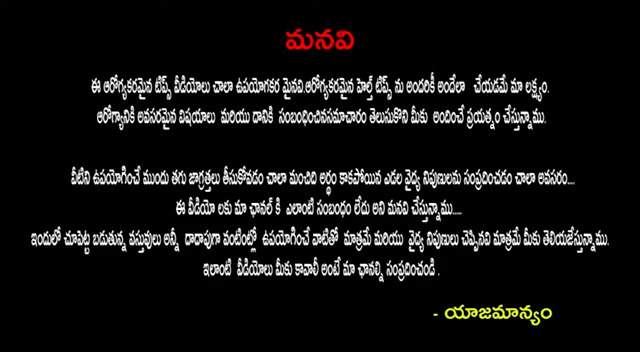 మనవి
ఈ ఆరోగ్యకరమైన టిప్స్ వీడియోలు చాలా ఉపయోగకర మైనవి.ఆరోగ్యకరమైన హెల్త్ టిప్స్ ను అందరికీ అందేలా చేయడమే మా లక్ష్యం.
ఆరోగ్యానికి అవసరమైన విషయాలు మరియు దానికి సంబంధించినసమాచారం తెలుసుకొని మీకు అందించే ప్రయత్నం చేస్తున్నాము.
వీటిని ఉపయోగించే ముందు తగు జాగ్రత్తలు తీసుకోవడం చాలా మంచిది అర్థం కాకపోయిన ఎడల వైద్య నిపుణులను సంప్రదించడం చాలా అవసరం....
ఈ వీడియో లకు మా ఛానల్ కి ఎలాంటి సంబంధం లేదు అని మనవి చేస్తున్నాము.....
ఇందులో చూపెట్ట బడుతున్న వస్తువులు అన్నీ దాదాపుగా వంటింట్లో ఉపయోగించే వాటితో మాత్రమే మరియు వైద్య నిపుణులు చెప్పినవి మాత్రమే మీకు తెలియజేస్తున్నాము.
ఇలాంటి వీడియోలు మీకు కావాలీ అంటే మా ఛానల్ని సంప్రదించండి .
- యాజమాన్యం